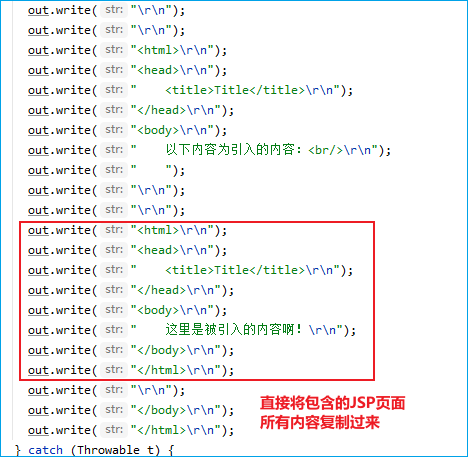 out.write( str: "\r\n");
out.write( str: "\r\n");
out.write( str: "<html>\r\n");
out.write( str: "<head>\r\n");
out.write( str: "    <title>Title</title>\r\n");
out.write( str: "</head>\r\n");
out.write( str: "<body>\r\n");
out.write( str: "    以下内容为引入的内容：<br/>\r\n");
out.write( str: "    ");
out.write( str: "\r\n");
out.write( str: "\r\n");
out.write( str: "<html>\r\n");
out.write( str: "<head>\r\n");
out.write( str: "    <title>Title</title>\r\n");
out.write( str: "</head>\r\n");
out.write( str: "<body>\r\n");
out.write( str: "    这里是被引入的内容啊！\r\n");
out.write( str: "</body>\r\n");
out.write( str: "</html>\r\n");
out.write( str: "\r\n");
out.write( str: "</body>\r\n");
out.write( str: "</html>\r\n");
直接将包含的JSP页面
所有内容复制过来
} catch (Throwable t) {